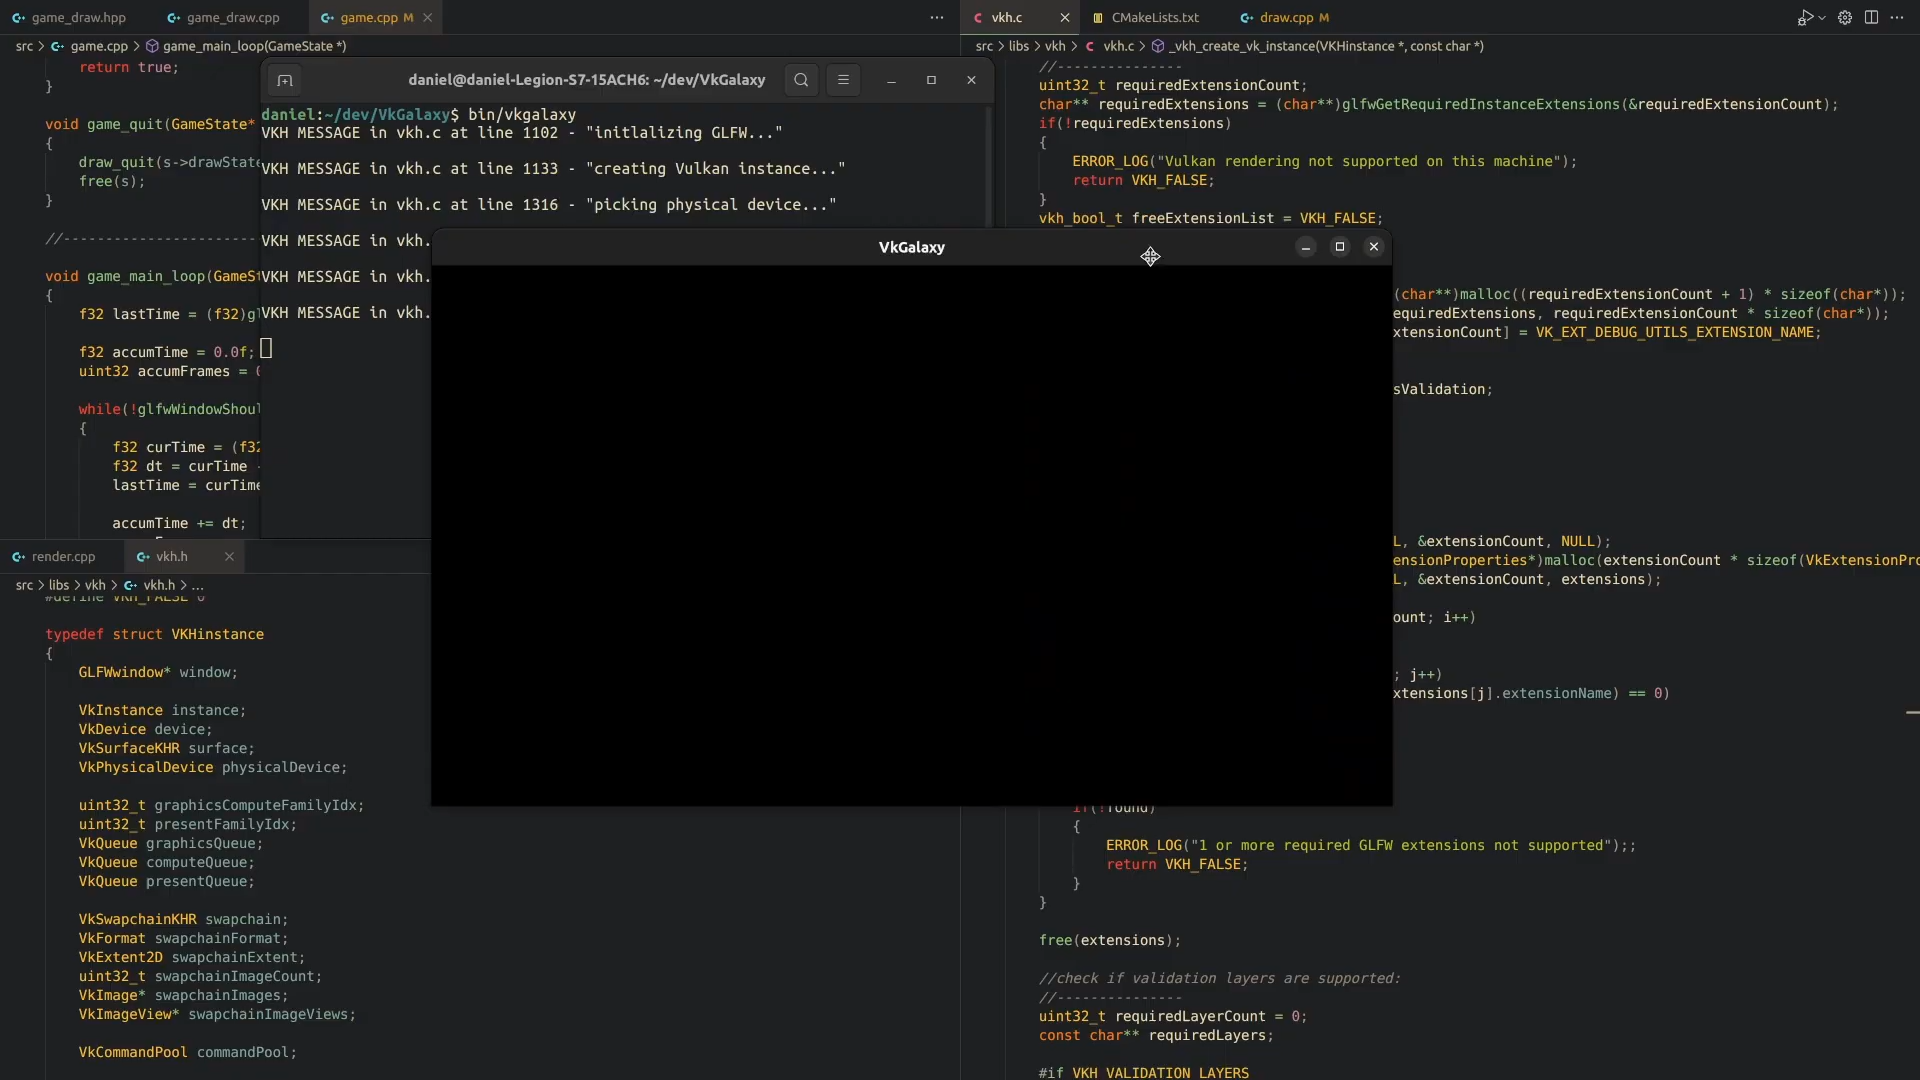 game_draw.hpp
game_draw.cpp
game.cpp M
src > game.cpp > game_main_loop(GameState *)
return true;
}
void game_quit(GameState*
{
draw_quit(s->drawState
free(s);
}
//-----------------------
void game_main_loop(GameSt
{
f32 lastTime = (f32)gl
f32 accumTime = 0.0f;
uint32 accumFrames = 0
while(!glfwWindowShoul
{
f32 curTime = (f32
f32 dt = curTime -
lastTime = curTime
accumTime += dt;
daniel@daniel-Legion-S7-15ACH6: ~/dev/VkGalaxy
daniel:~/dev/VkGalaxy$ bin/vkgalaxy
VKH MESSAGE in vkh.c at line 1102 - "initlalizing GLFW..."
VKH MESSAGE in vkh.c at line 1133 - "creating Vulkan instance..."
VKH MESSAGE in vkh.c at line 1316 - "picking physical device..."
VKH MESSAGE in vkh.
VKH MESSAGE in vkh.
VKH MESSAGE in vkh.
VkGalaxy
render.cpp
vkh.h
src > libs > vkh > vkh.h > ...
#define VKH_FALSE 0
typedef struct VKHinstance
{
GLFWwindow* window;
VkInstance instance;
VkDevice device;
VkSurfaceKHR surface;
VkPhysicalDevice physicalDevice;
uint32_t graphicsComputeFamilyIdx;
uint32_t presentFamilyIdx;
VkQueue graphicsQueue;
VkQueue computeQueue;
VkQueue presentQueue;
VkSwapchainKHR swapchain;
VkFormat swapchainFormat;
VkExtent2D swapchainExtent;
uint32_t swapchainImageCount;
VkImage* swapchainImages;
VkImageView* swapchainImageViews;
VkCommandPool commandPool;
vkh.c
CMakeLists.txt
draw.cpp M
src > libs > vkh > vkh.c > _vkh_create_vk_instance(VKHinstance *, const char *)
//---------------
uint32_t requiredExtensionCount;
char** requiredExtensions = (char**)glfwGetRequiredInstanceExtensions(&requiredExtensionCount);
if(!requiredExtensions)
{
ERROR_LOG("Vulkan rendering not supported on this machine");
return VKH_FALSE;
}
vkh_bool_t freeExtensionList = VKH_FALSE;
(char**)malloc((requiredExtensionCount + 1) * sizeof(char*));
equiredExtensions, requiredExtensionCount * sizeof(char*));
xtensionCount] = VK_EXT_DEBUG_UTILS_EXTENSION_NAME;
sValidation;
L, &extensionCount, NULL);
ensionProperties*)malloc(extensionCount * sizeof(VkExtensionPro
L, &extensionCount, extensions);
ount; i++)
; j++)
xtensions[j].extensionName) == 0)
if(!found)
{
ERROR_LOG("1 or more required GLFW extensions not supported");;
return VKH_FALSE;
}
}
free(extensions);
//check if validation layers are supported:
//---------------
uint32_t requiredLayerCount = 0;
const char** requiredLayers;
#if VKH_VALIDATION_LAYERS